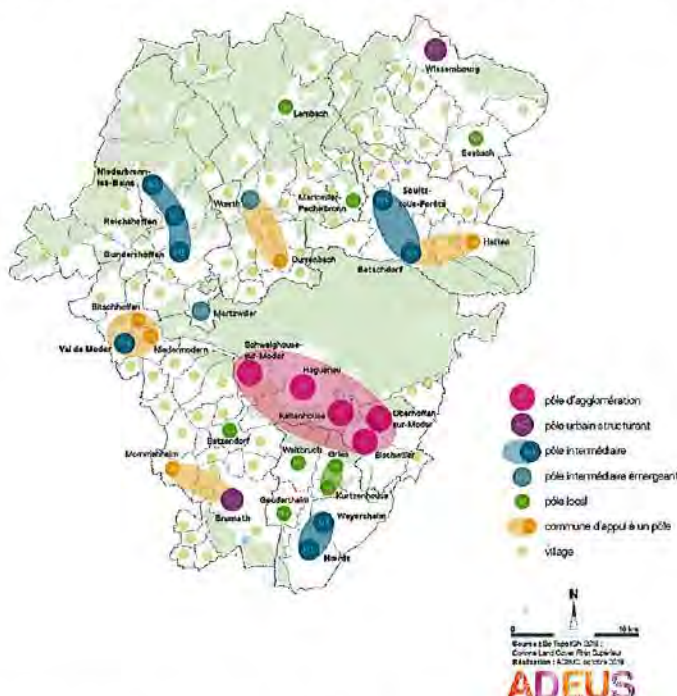 Wissembourg
Lembach
Seebach
Niederbronn-
les-Bains
Woerth
Merkwiller-
Pechelbronn
Soultz-
sous-Forêts
Reichshoffen
Gundershoffen
Durrenbach
Hatten
Betschdorf
Bitschhoffen
Mertzwiller
Val de Moder
Niedermodern
Schweighouse-
sur-Moder
Haguenau
Kaltenhouse
Oberhoffen-
sur-Moder
Batzendorf
Weitbruch
Gries
Bischwiller
Mommenheim
Kurtzenhouse
Geudertheim
Brumath
Weyersheim
Hoerdt
pôle d'agglomération
pôle urbain structurant
pôle intermédiaire
pôle intermédiaire émergeant
pôle local
commune d'appui à un pôle
village
N
0 10 km
ADEUS